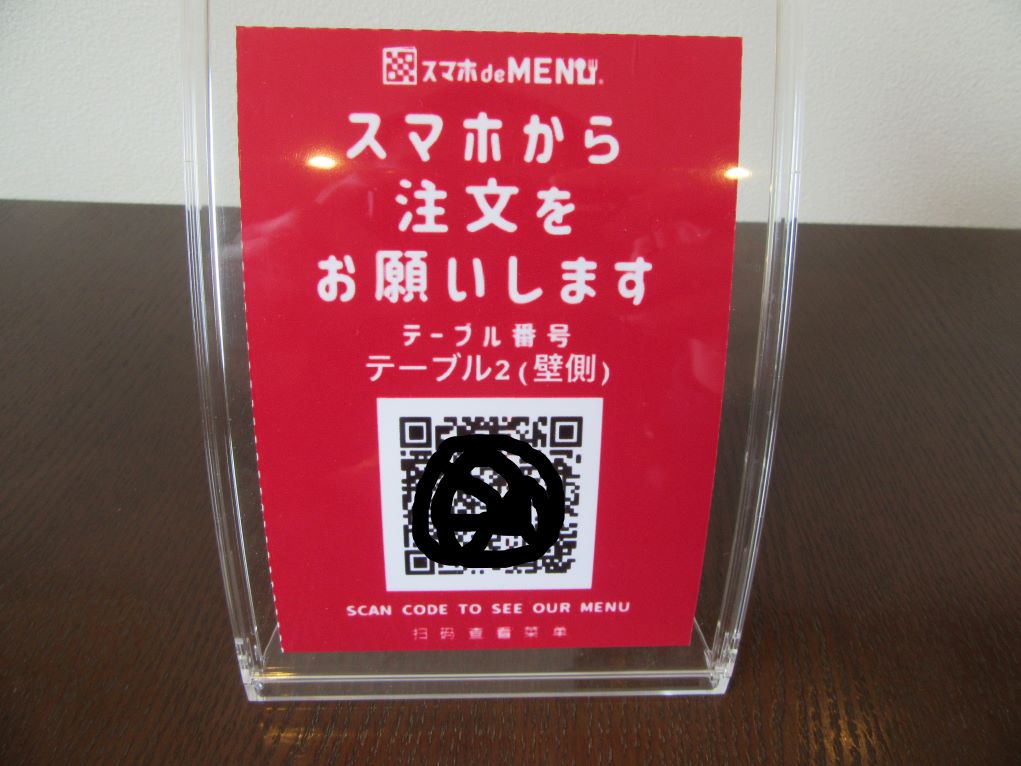 スマホdeMENU®
スマホから
注文を
お願いします
テーブル番号
テーブル2(壁側)
SCAN CODE TO SEE OUR MENU
扫码查看菜单